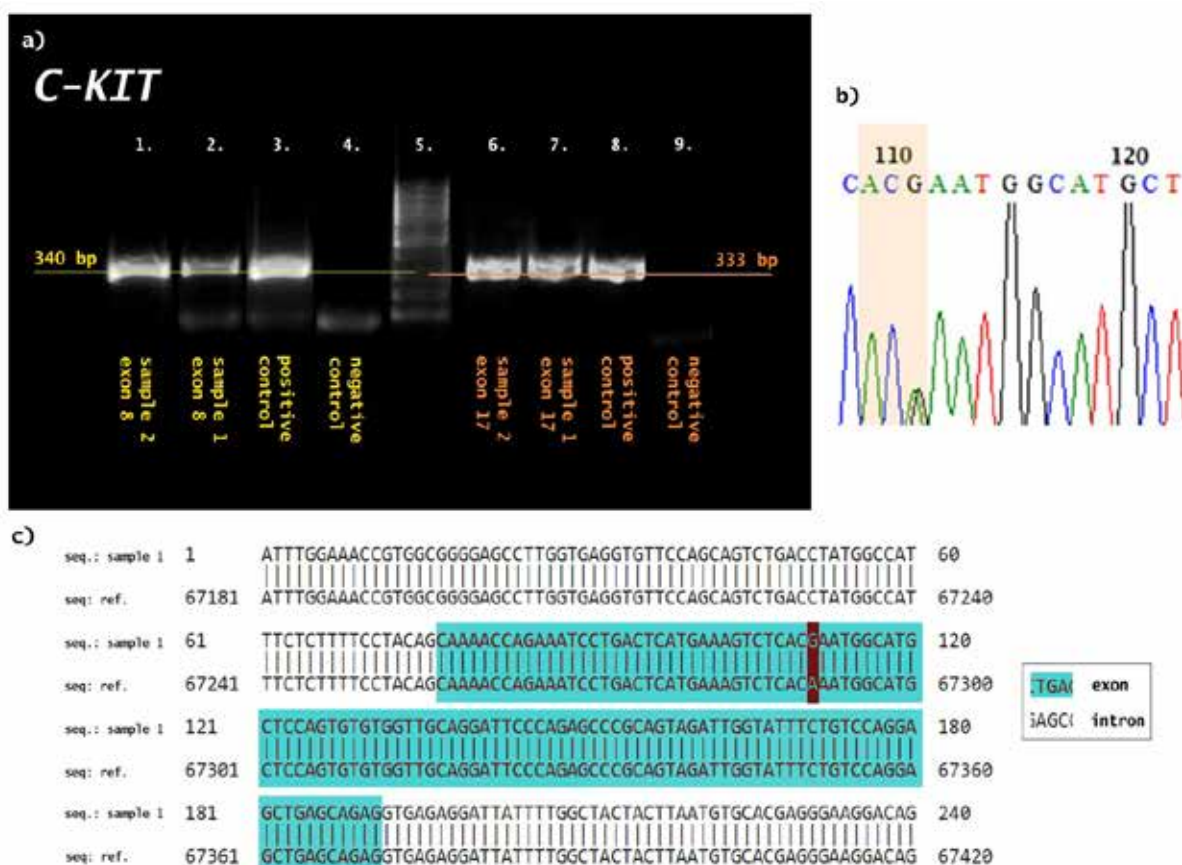 a)
C-KIT
1. 2. 3. 4. 5. 6. 7. 8. 9.
340 bp
333 bp
sample 2
exon 8
sample 1
exon 8
positive
control
negative
control
sample 2
exon 17
sample 1
exon 17
positive
control
negative
control
b)
110 120
CACGAATGGCATGCT
c)
seq.: sample 1 1 ATTTGGAAACCGTGGCGGGGAGCCTTGGTGAGGTGTTCCAGCAGTCTGACCTATGGCCAT 60
seq: ref. 67181 ATTTGGAAACCGTGGCGGGGAGCCTTGGTGAGGTGTTCCAGCAGTCTGACCTATGGCCAT 67240
seq.: sample 1 61 TTCTCTTTTCCTACAGCAAAACCAGAAATCCTGACTCATGAAAGTCTCACGAATGGCATG 120
seq: ref. 67241 TTCTCTTTTCCTACAGCAAAACCAGAAATCCTGACTCATGAAAGTCTCACAAATGGCATG 67300
seq.: sample 1 121 CTCCAGTGTGTGGTTGCAGGATTCCCAGAGCCCGCAGTAGATTGGTATTTCTGTCCAGGA 180
seq: ref. 67301 CTCCAGTGTGTGGTTGCAGGATTCCCAGAGCCCGCAGTAGATTGGTATTTCTGTCCAGGA 67360
seq.: sample 1 181 GCTGAGCAGAGGTGAGAGGATTATTTTGGCTACTACTTAATGTGCACGAGGGAAGGACAG 240
seq: ref. 67361 GCTGAGCAGAGGTGAGAGGATTATTTTGGCTACTACTTAATGTGCACGAGGGAAGGACAG 67420
exon
intron